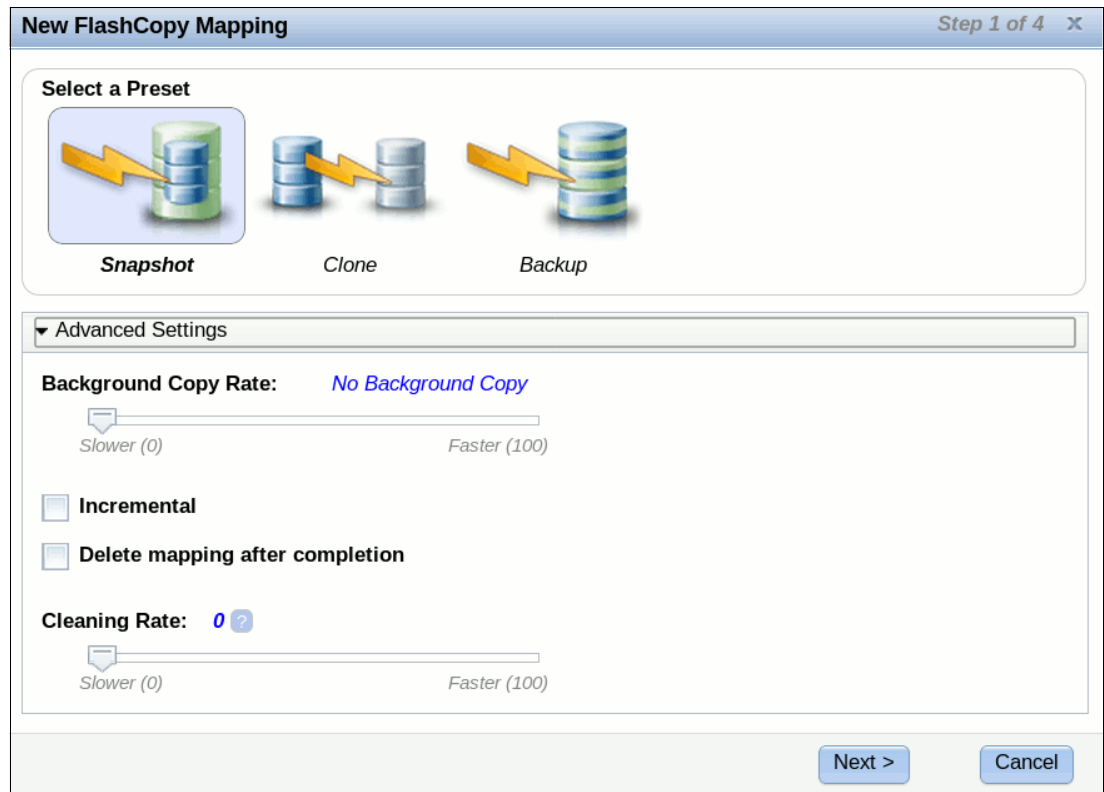 New FlashCopy Mapping Step 1 of 4 x
Select a Preset
Snapshot Clone Backup
Advanced Settings
Background Copy Rate: No Background Copy
Slower (0) Faster (100)
Incremental
Delete mapping after completion
Cleaning Rate: 0 ?
Slower (0) Faster (100)
Next > Cancel